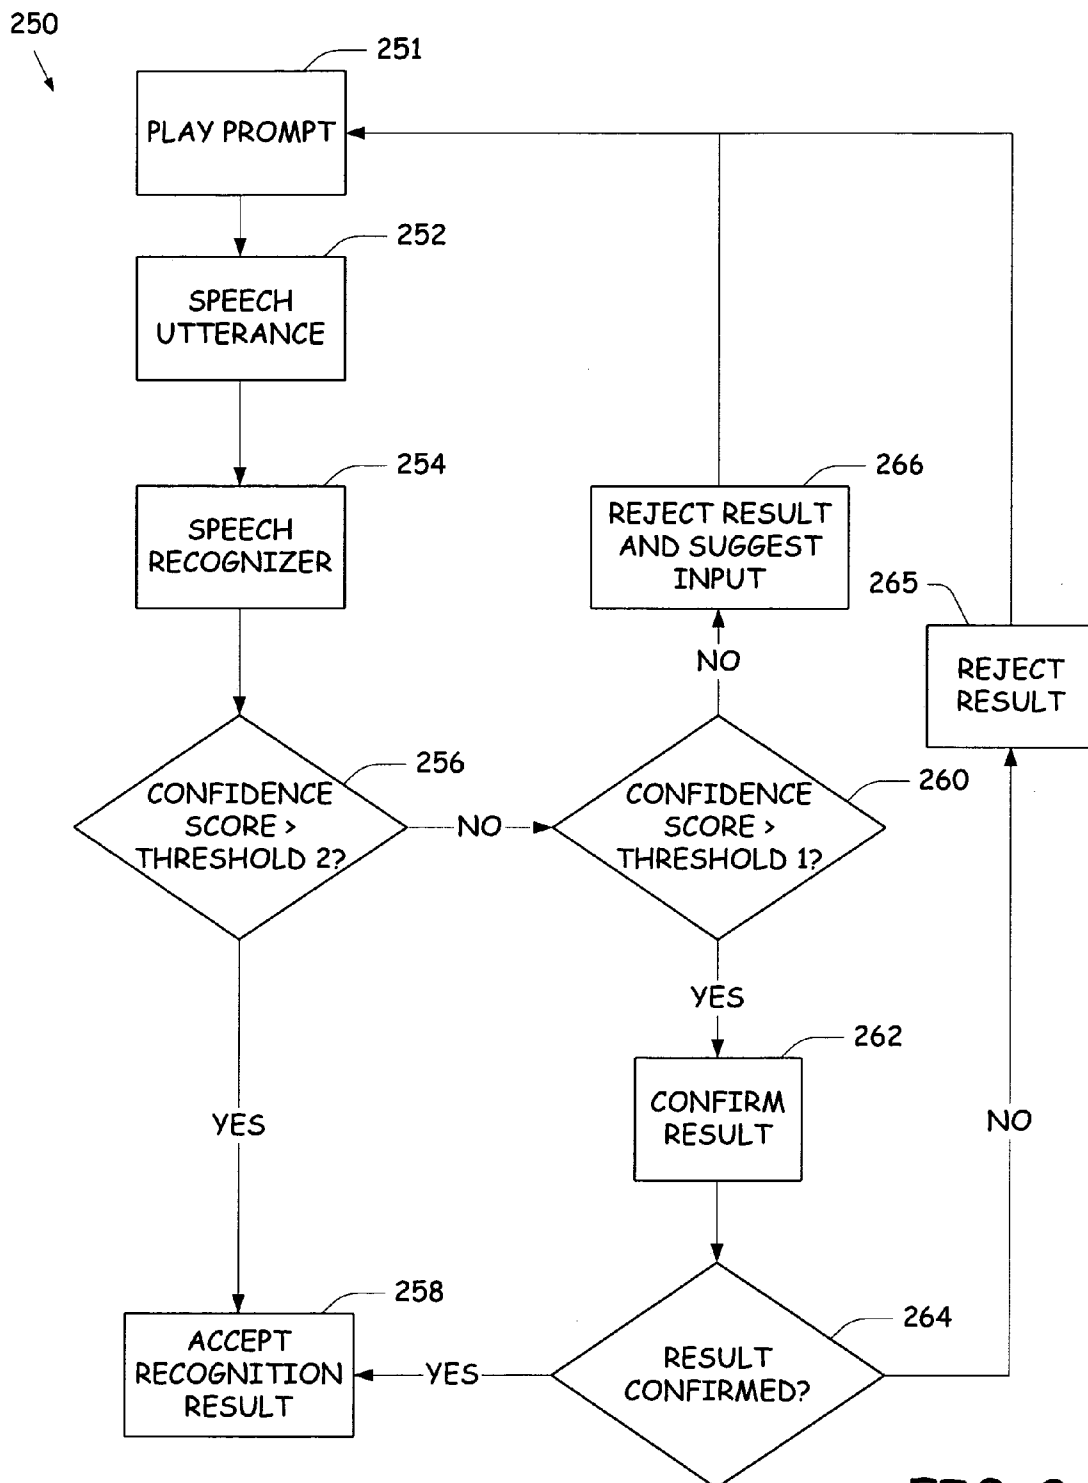 250
251
PLAY PROMPT
252
SPEECH
UTTERANCE
254
SPEECH
RECOGNIZER
266
REJECT RESULT
AND SUGGEST
INPUT
265
REJECT
RESULT
NO
256
CONFIDENCE
SCORE >
THRESHOLD 2?
NO
260
CONFIDENCE
SCORE >
THRESHOLD 1?
YES
262
CONFIRM
RESULT
YES
NO
258
ACCEPT
RECOGNITION
RESULT
YES
264
RESULT
CONFIRMED?